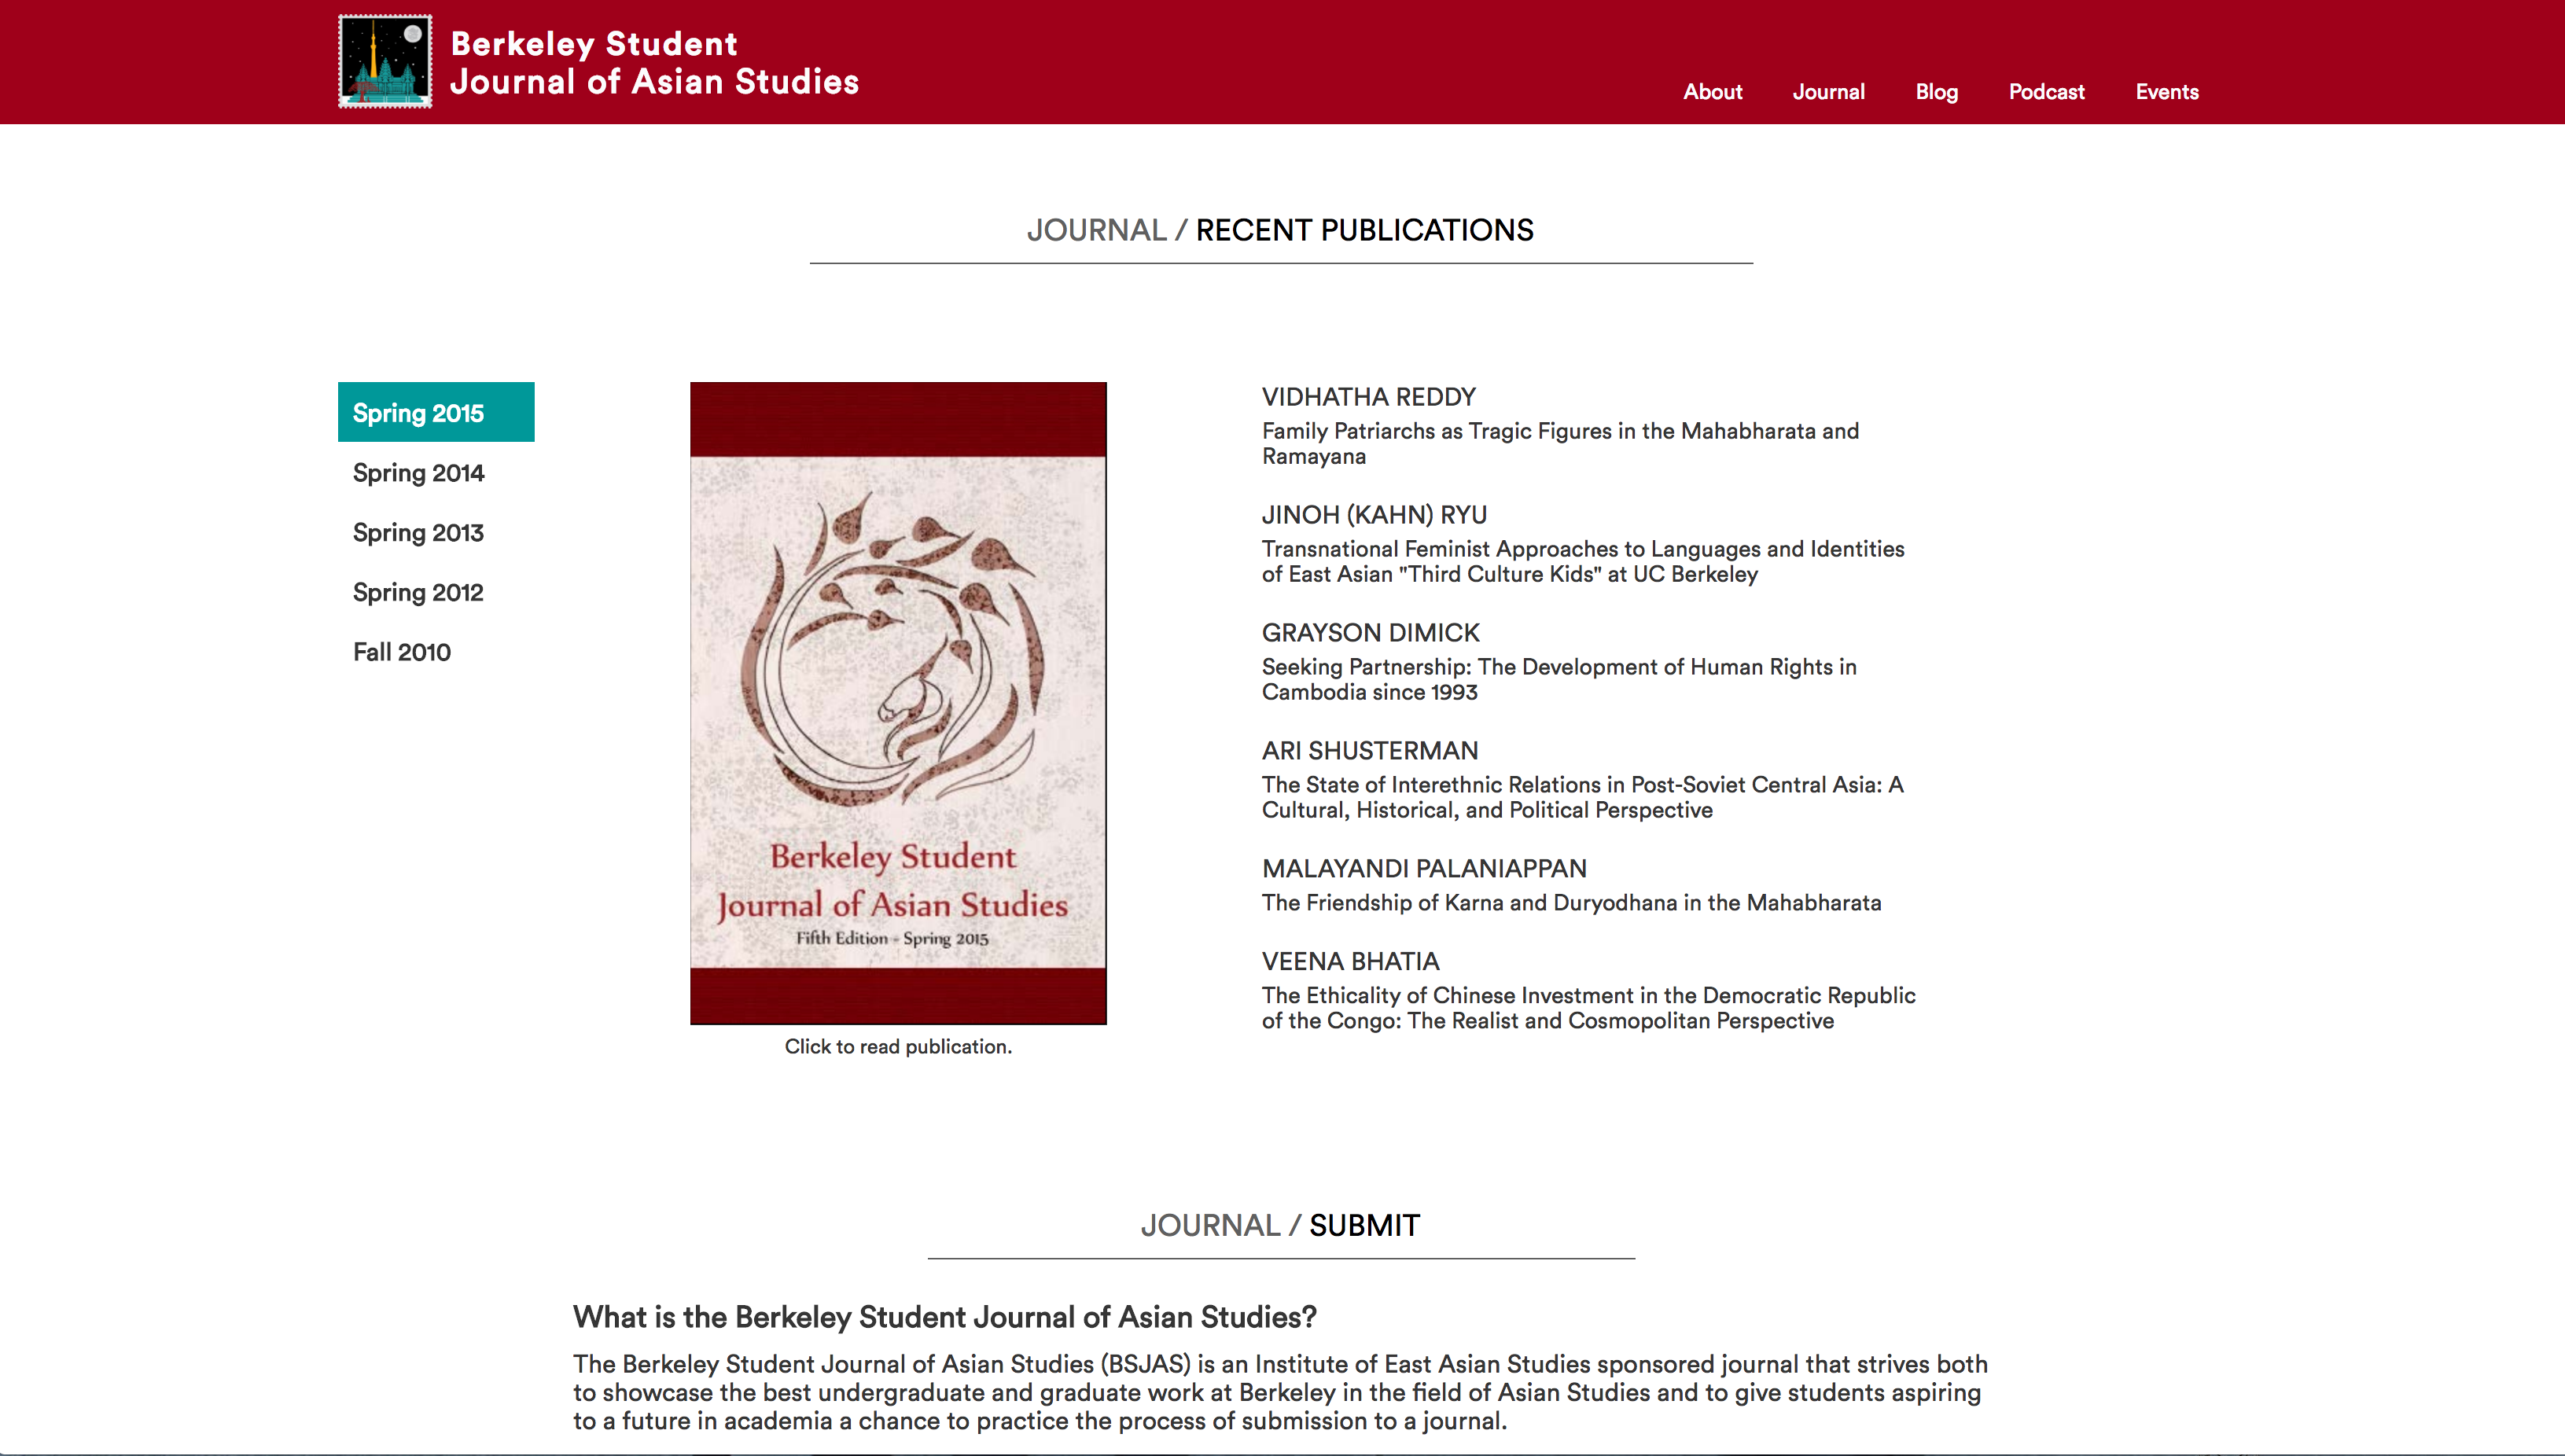 Berkeley Student
Journal of Asian Studies
About
Journal
Blog
Podcast
Events
JOURNAL / RECENT PUBLICATIONS
Spring 2015
Spring 2014
Spring 2013
Spring 2012
Fall 2010
Berkeley Student
Journal of Asian Studies
Fifth Edition - Spring 2015
Click to read publication.
VIDHATHA REDDY
Family Patriarchs as Tragic Figures in the Mahabharata and
Ramayana
JINOH (KAHN) RYU
Transnational Feminist Approaches to Languages and Identities
of East Asian "Third Culture Kids" at UC Berkeley
GRAYSON DIMICK
Seeking Partnership: The Development of Human Rights in
Cambodia since 1993
ARI SHUSTERMAN
The State of Interethnic Relations in Post-Soviet Central Asia: A
Cultural, Historical, and Political Perspective
MALAYANDI PALANIAPPAN
The Friendship of Karna and Duryodhana in the Mahabharata
VEENA BHATIA
The Ethicality of Chinese Investment in the Democratic Republic
of the Congo: The Realist and Cosmopolitan Perspective
JOURNAL / SUBMIT
What is the Berkeley Student Journal of Asian Studies?
The Berkeley Student Journal of Asian Studies (BSJAS) is an Institute of East Asian Studies sponsored journal that strives both
to showcase the best undergraduate and graduate work at Berkeley in the field of Asian Studies and to give students aspiring
to a future in academia a chance to practice the process of submission to a journal.